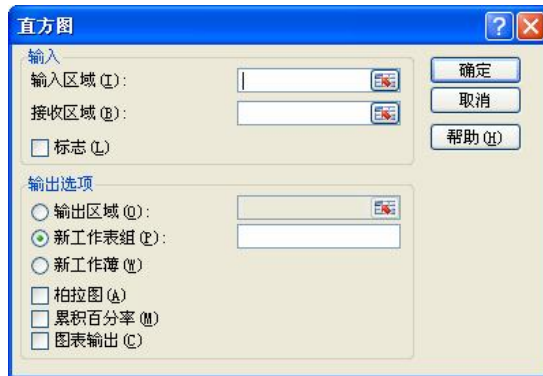 直方图
输入
输入区域(I):
接收区域(B):
标志(L)
输出选项
输出区域(O):
新工作表组(P):
新工作薄(W)
柏拉图(A)
累积百分率(M)
图表输出(C)
确定
取消
帮助(H)